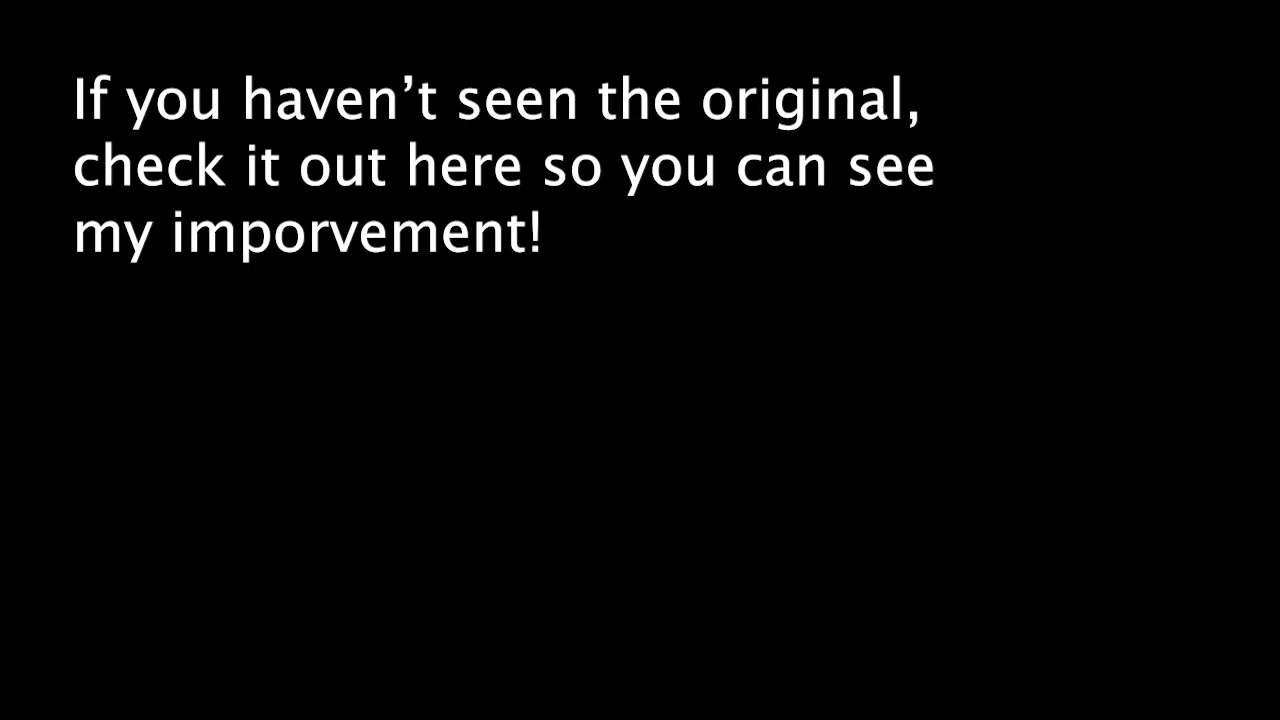 If you haven’t seen the original,
check it out here so you can see
my imporvement!